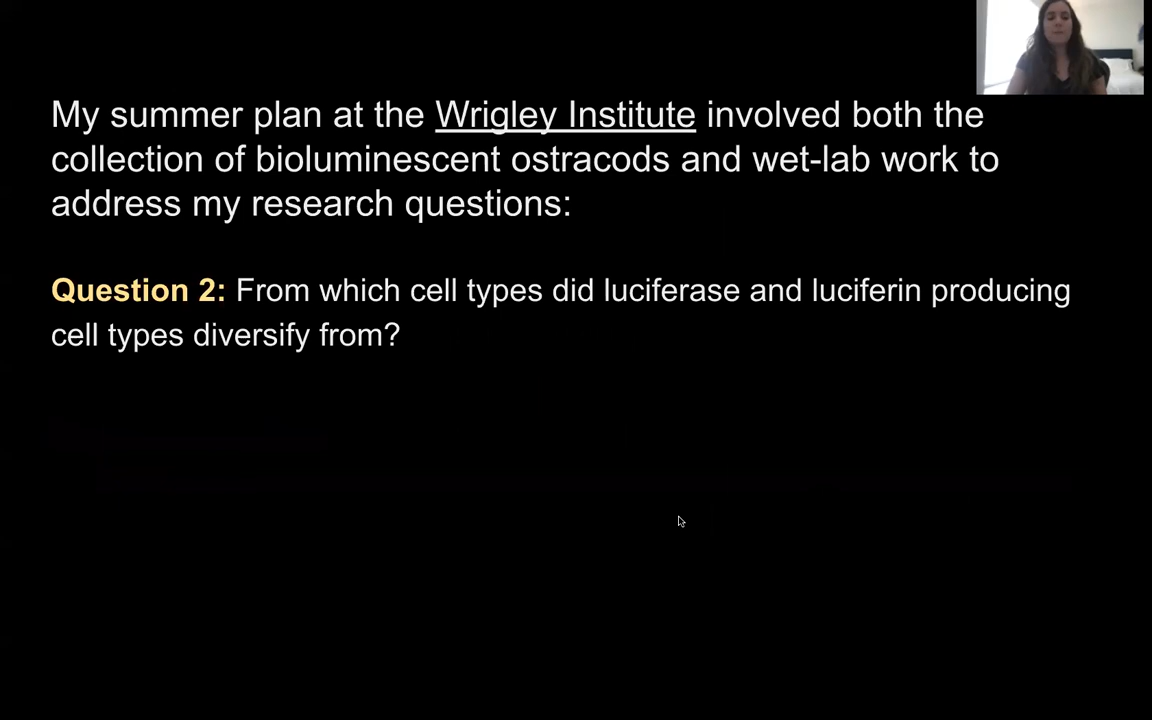 My summer plan at the Wrigley Institute involved both the
collection of bioluminescent ostracods and wet-lab work to
address my research questions:
Question 2: From which cell types did luciferase and luciferin producing
cell types diversify from?